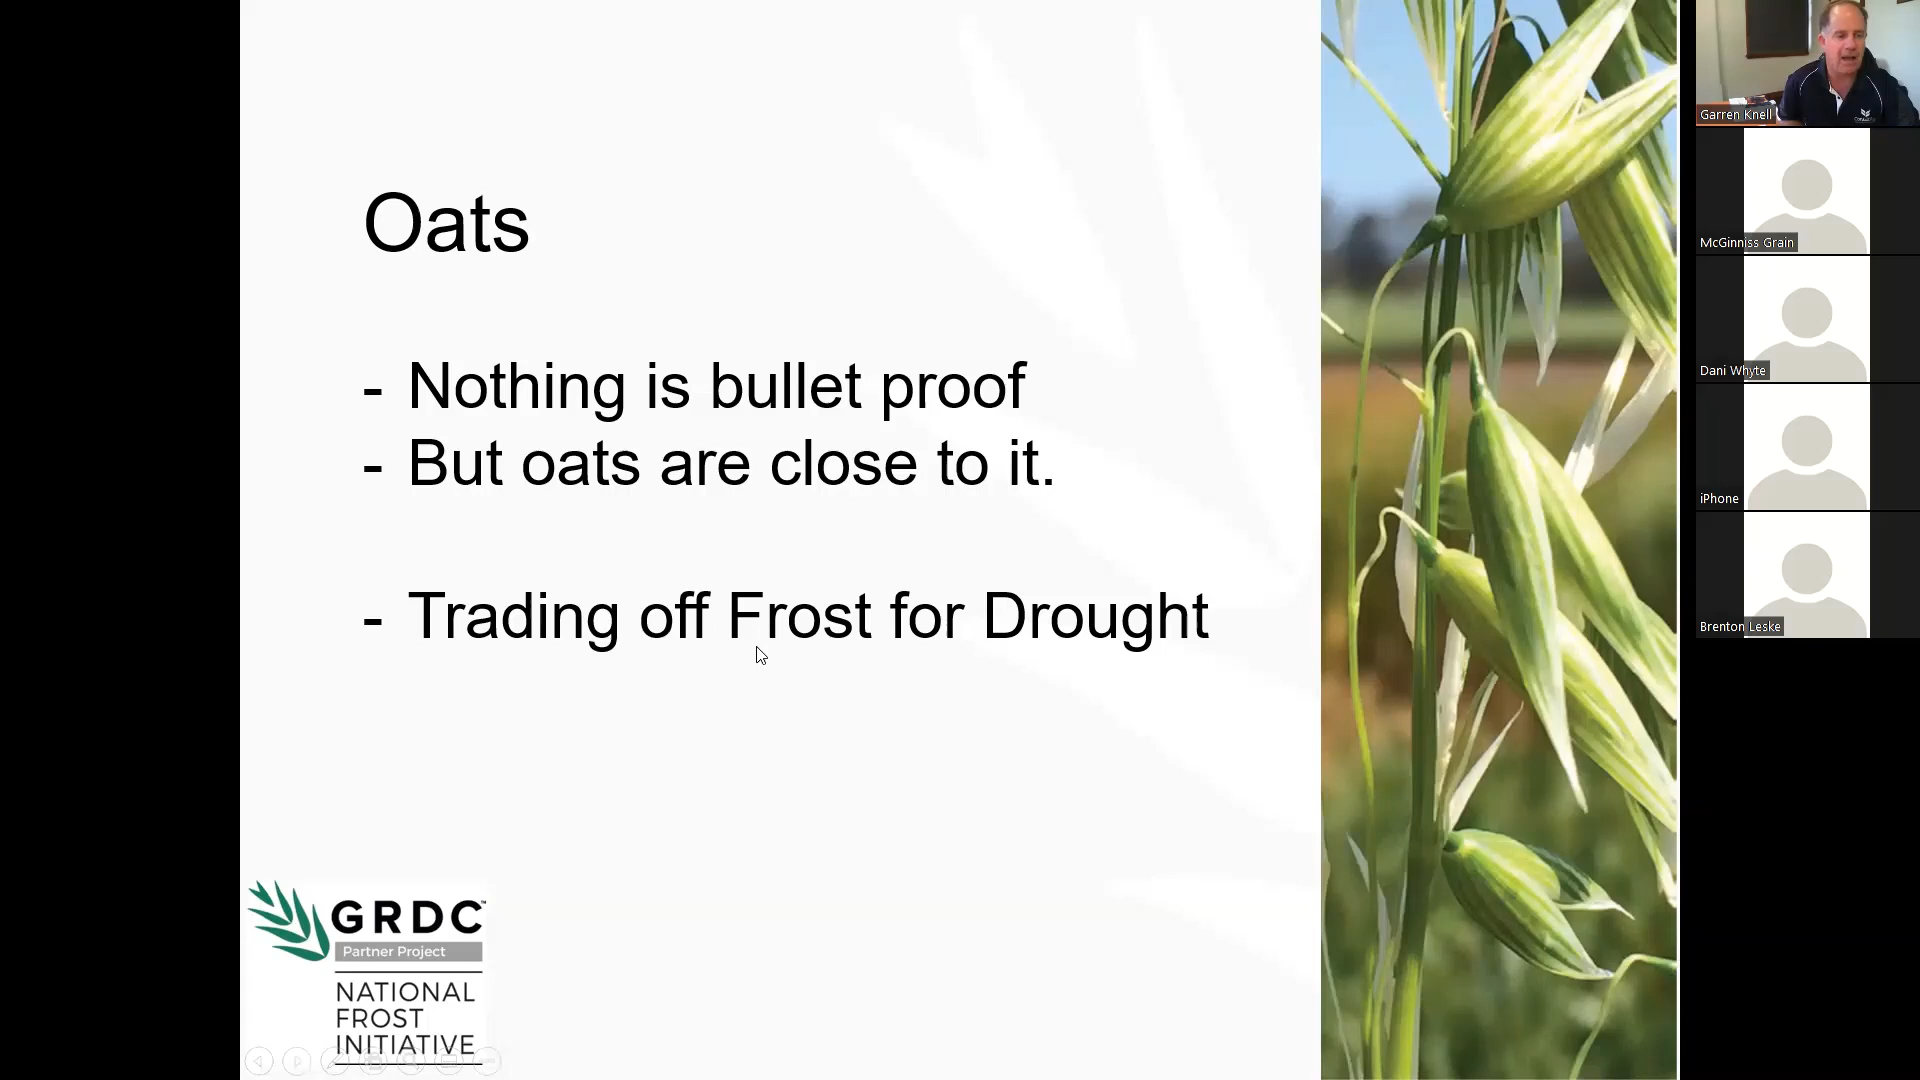 Oats
- Nothing is bullet proof
- But oats are close to it.
- Trading off Frost for Drought
GRDC™
Partner Project
NATIONAL
FROST
INITIATIVE
Garren Knell
McGinniss Grain
Dani Whyte
iPhone
Brenton Leske